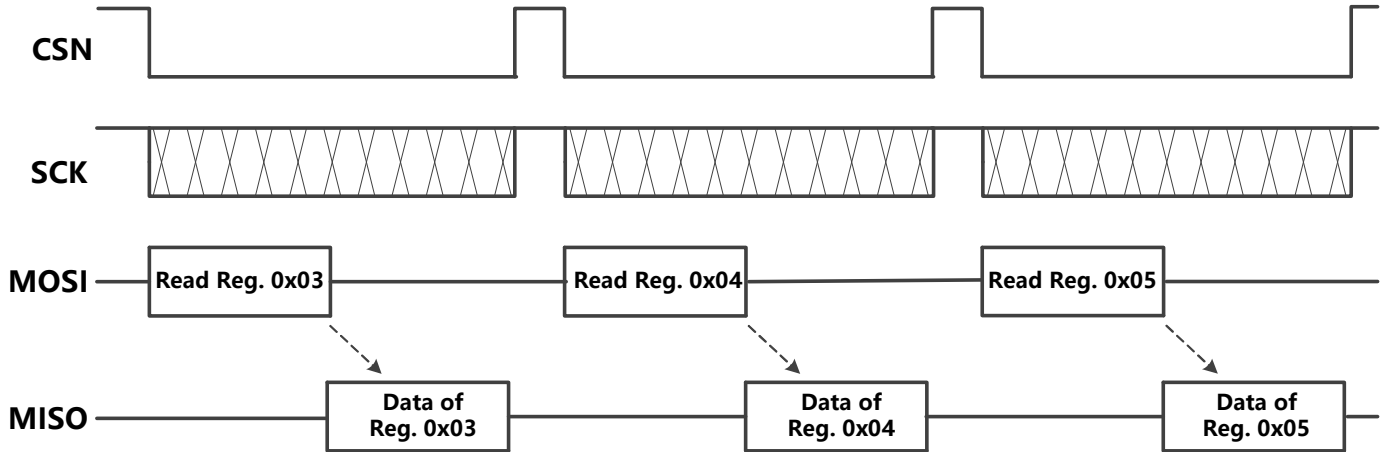 CSN
SCK
MOSI
Read Reg. 0x03
Read Reg. 0x04
Read Reg. 0x05
MISO
Data of
Reg. 0x03
Data of
Reg. 0x04
Data of
Reg. 0x05